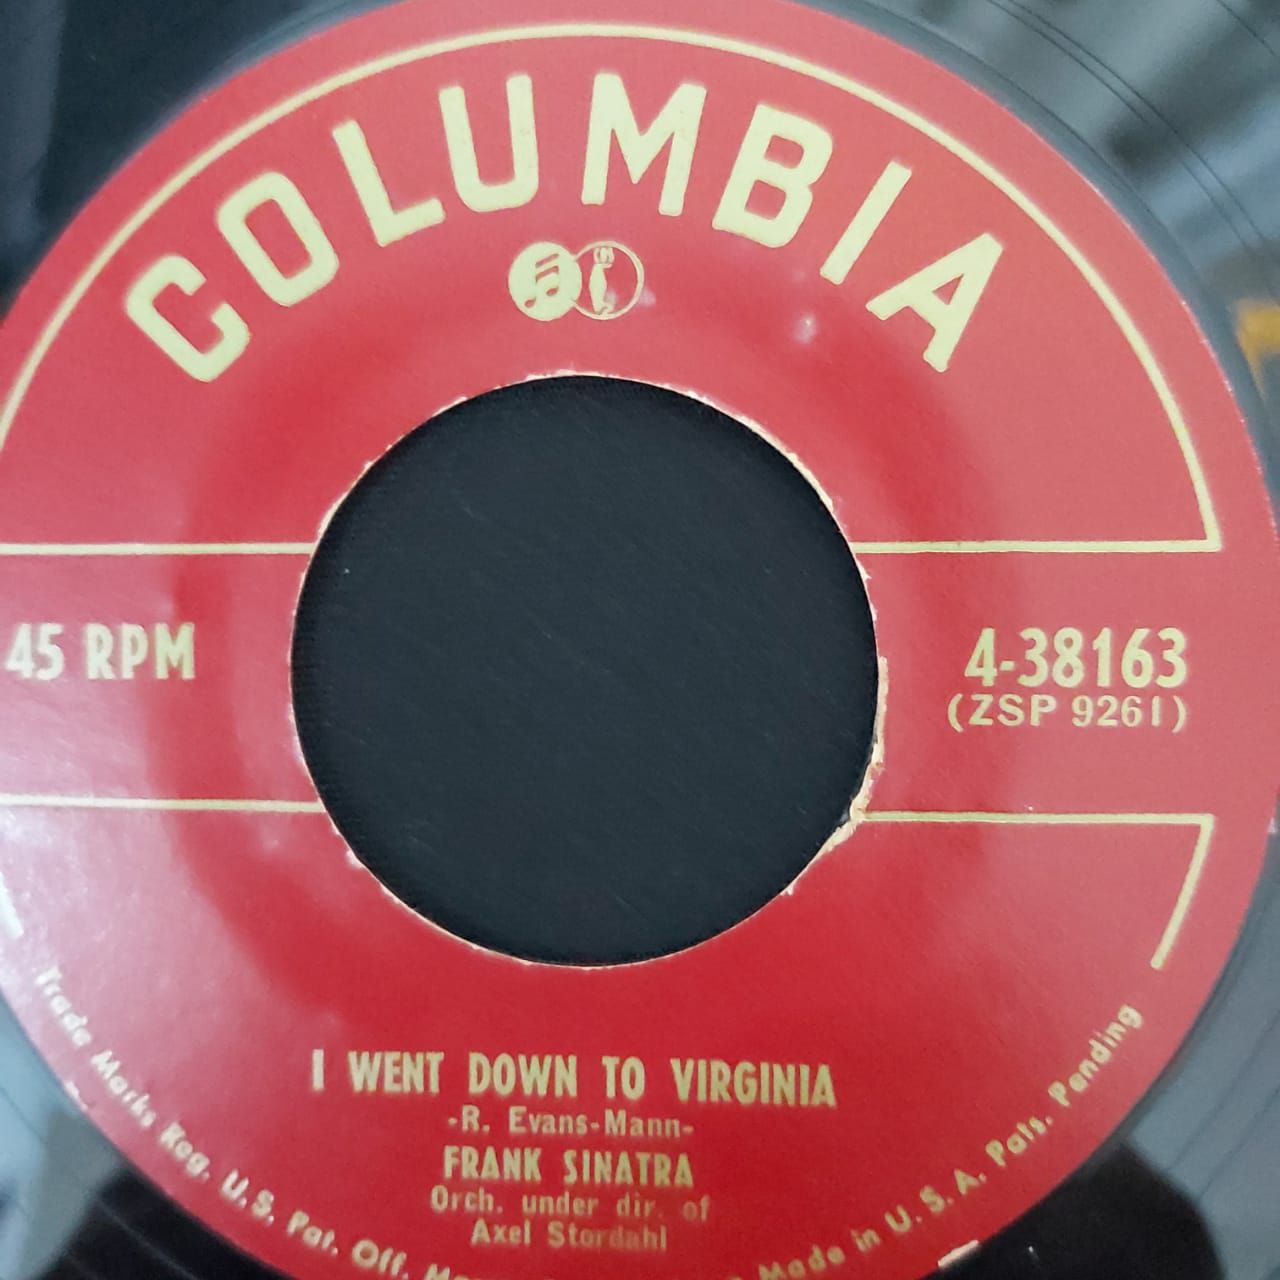 COLUMBIA
45 RPM
4-38163
(ZSP 9261)
I WENT DOWN TO VIRGINIA
-R. Evans-Mann-
FRANK SINATRA
Orch. under dir. of
Axel Stordahl
Trade Marks Reg. U.S. Pat. Off. Made in U.S.A. Pats. Pending